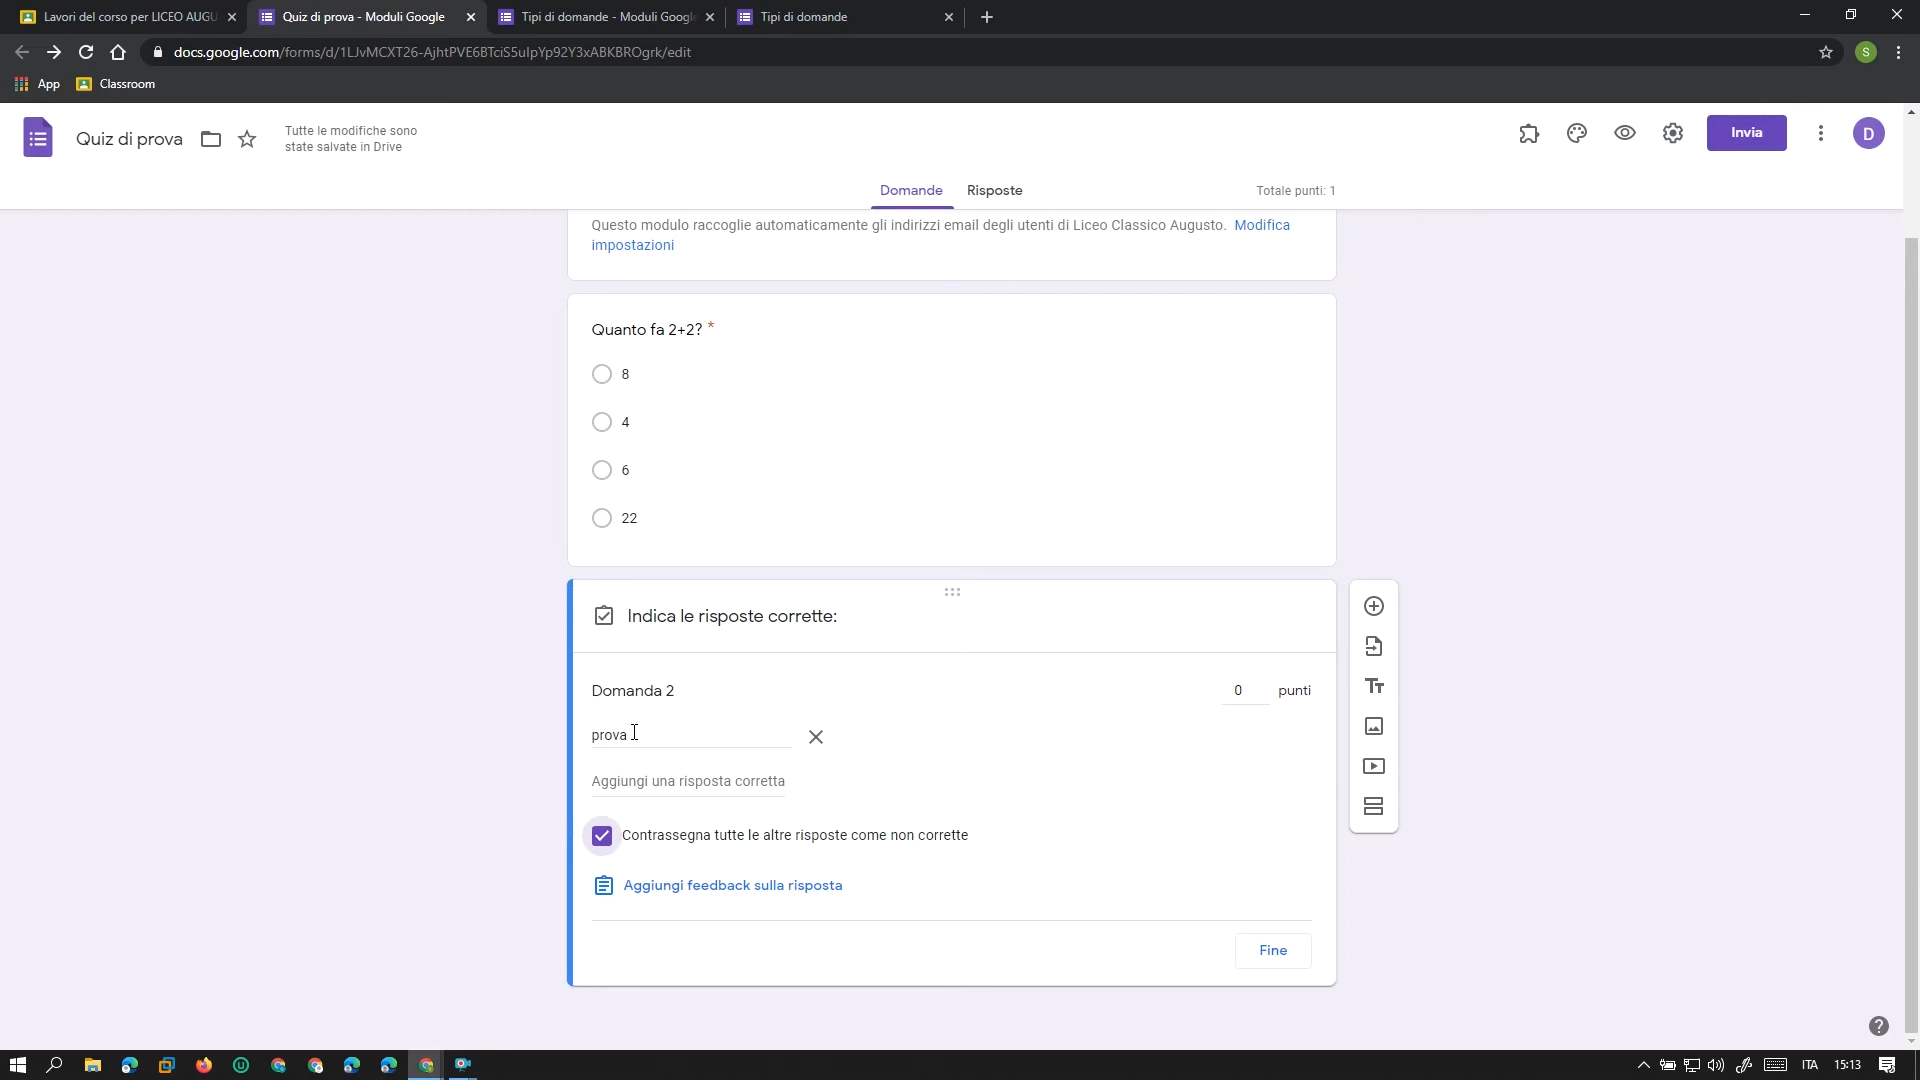 Lavori del corso per LICEO AUGU
Quiz di prova - Moduli Google
Tipi di domande - Moduli Google
Tipi di domande
docs.google.com/forms/d/1LJvMCXT26-AjhtPVE6BTciS5uIpYp92Y3xABKBROgrk/edit
S
App
Classroom
Quiz di prova
Tutte le modifiche sono
state salvate in Drive
Invia
D
Domande
Risposte
Totale punti: 1
Questo modulo raccoglie automaticamente gli indirizzi email degli utenti di Liceo Classico Augusto. Modifica
impostazioni
Quanto fa 2+2? *
8
4
6
22
Indica le risposte corrette:
Domanda 2
0 punti
prova
Aggiungi una risposta corretta
Contrassegna tutte le altre risposte come non corrette
Aggiungi feedback sulla risposta
Fine
ITA
15:13